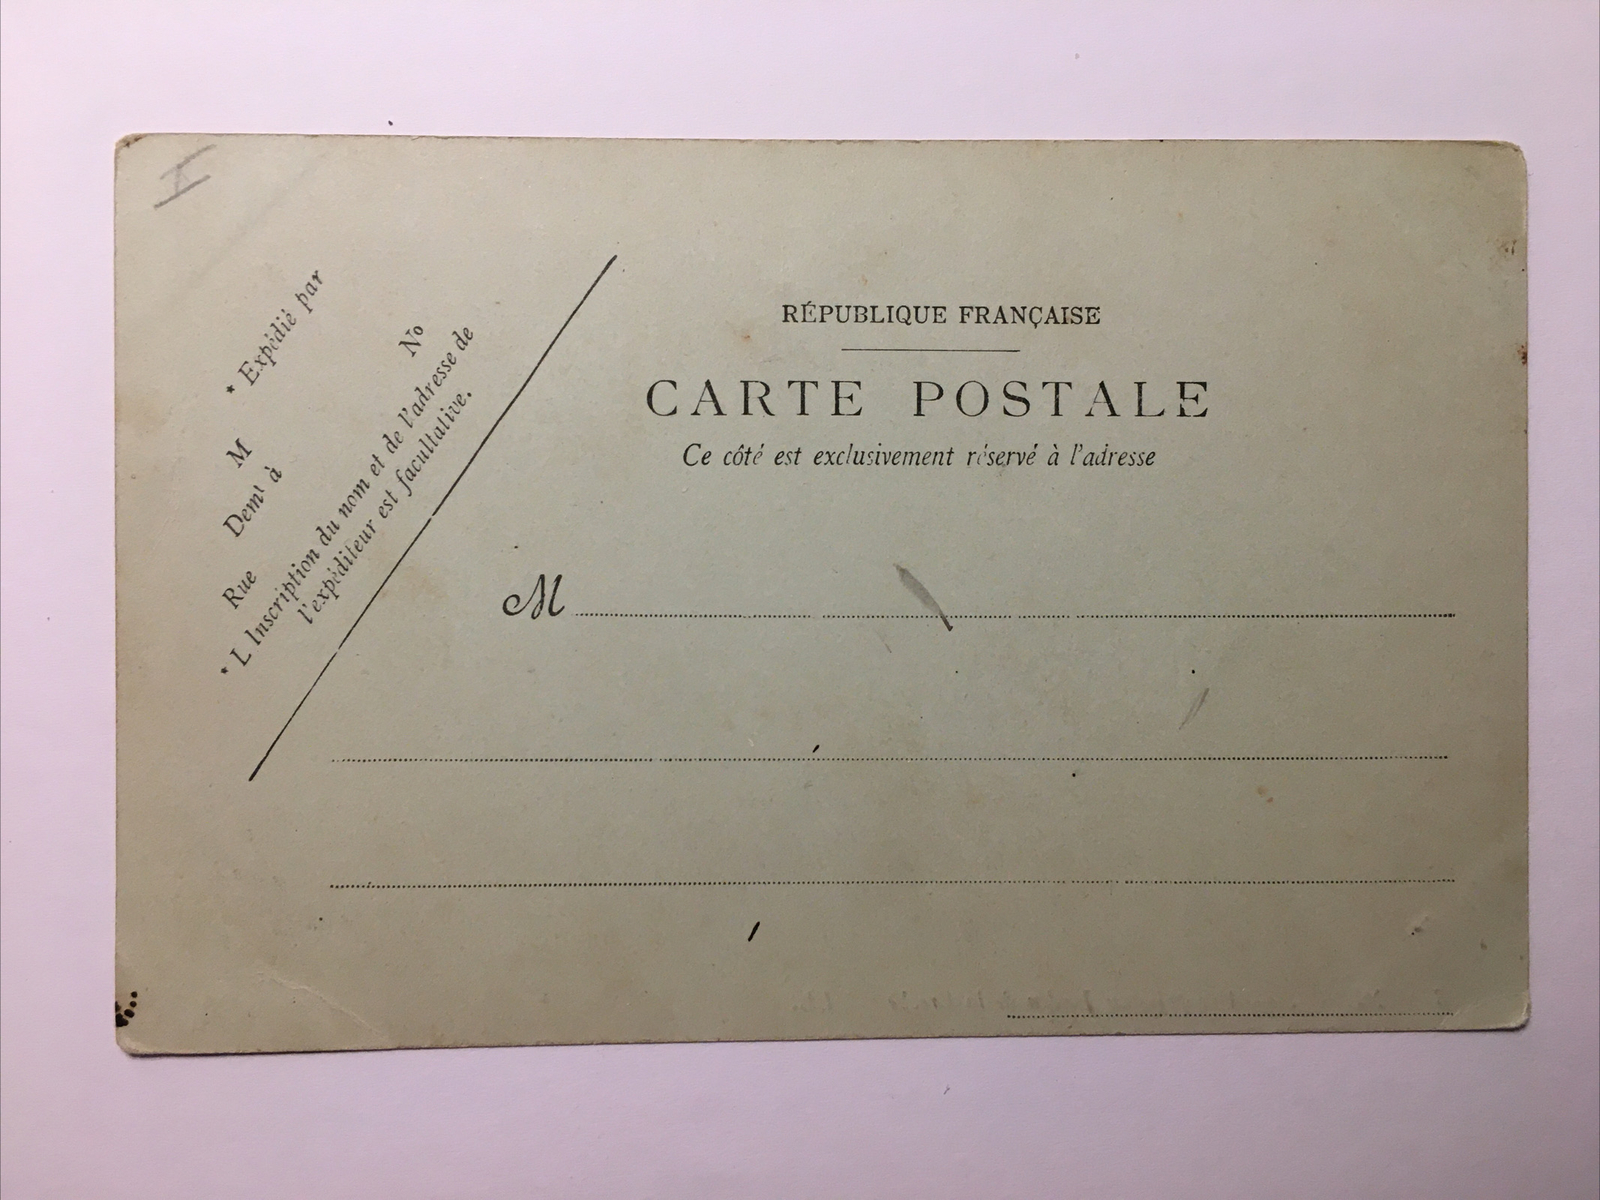 * Expédié par
M
Demt à
Rue
No
* L Inscription du nom et de l'adresse de
l'expéditeur est facultative.
RÉPUBLIQUE FRANÇAISE
CARTE POSTALE
Ce côté est exclusivement réservé à l'adresse
M